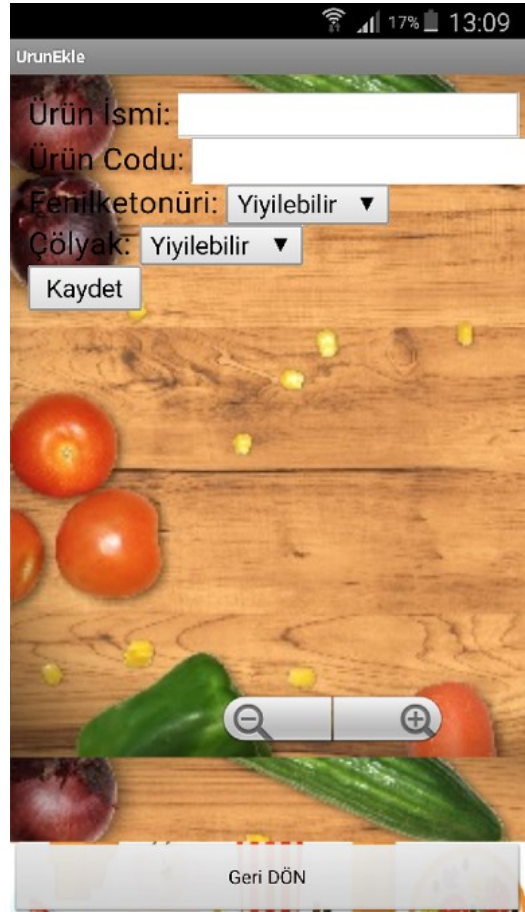 17% 13:09
UrunEkle
Ürün İsmi:
Ürün Codu:
Fenilketonüri: Yiyilebilir ▼
Çölyak: Yiyilebilir ▼
Kaydet
Geri DÖN